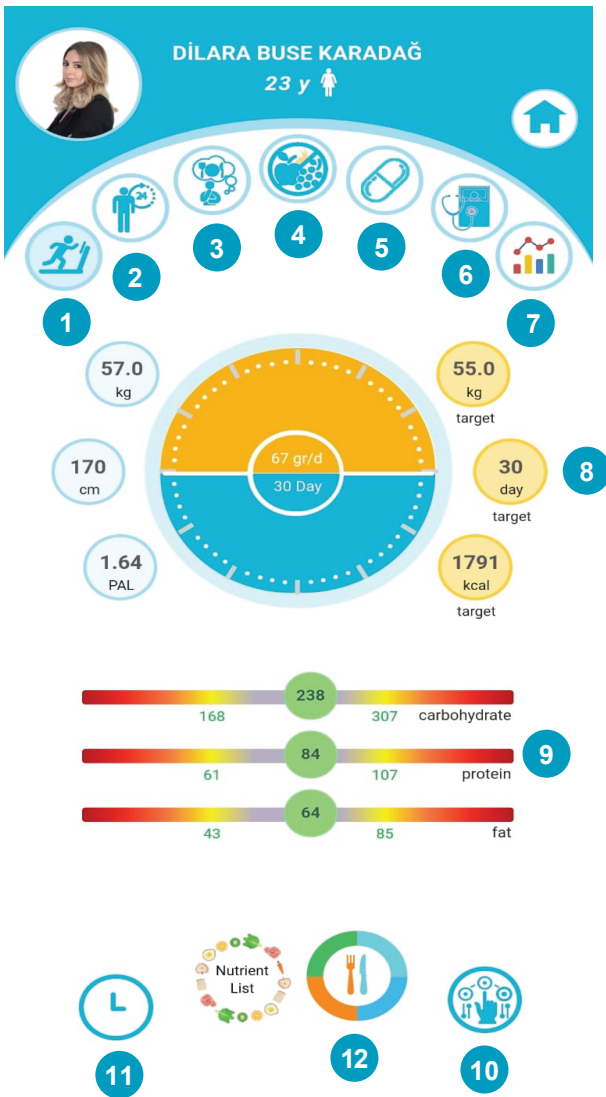 DİLARA BUSE KARADAĞ
23 y
24
1
2
3
4
5
6
7
57.0
kg
55.0
kg
target
67 gr/d
30 Day
170
cm
30
day
target
8
1.64
PAL
1791
kcal
target
238
168
307
carbohydrate
84
61
107
protein
9
64
43
85
fat
Nutrient
List
11
12
10